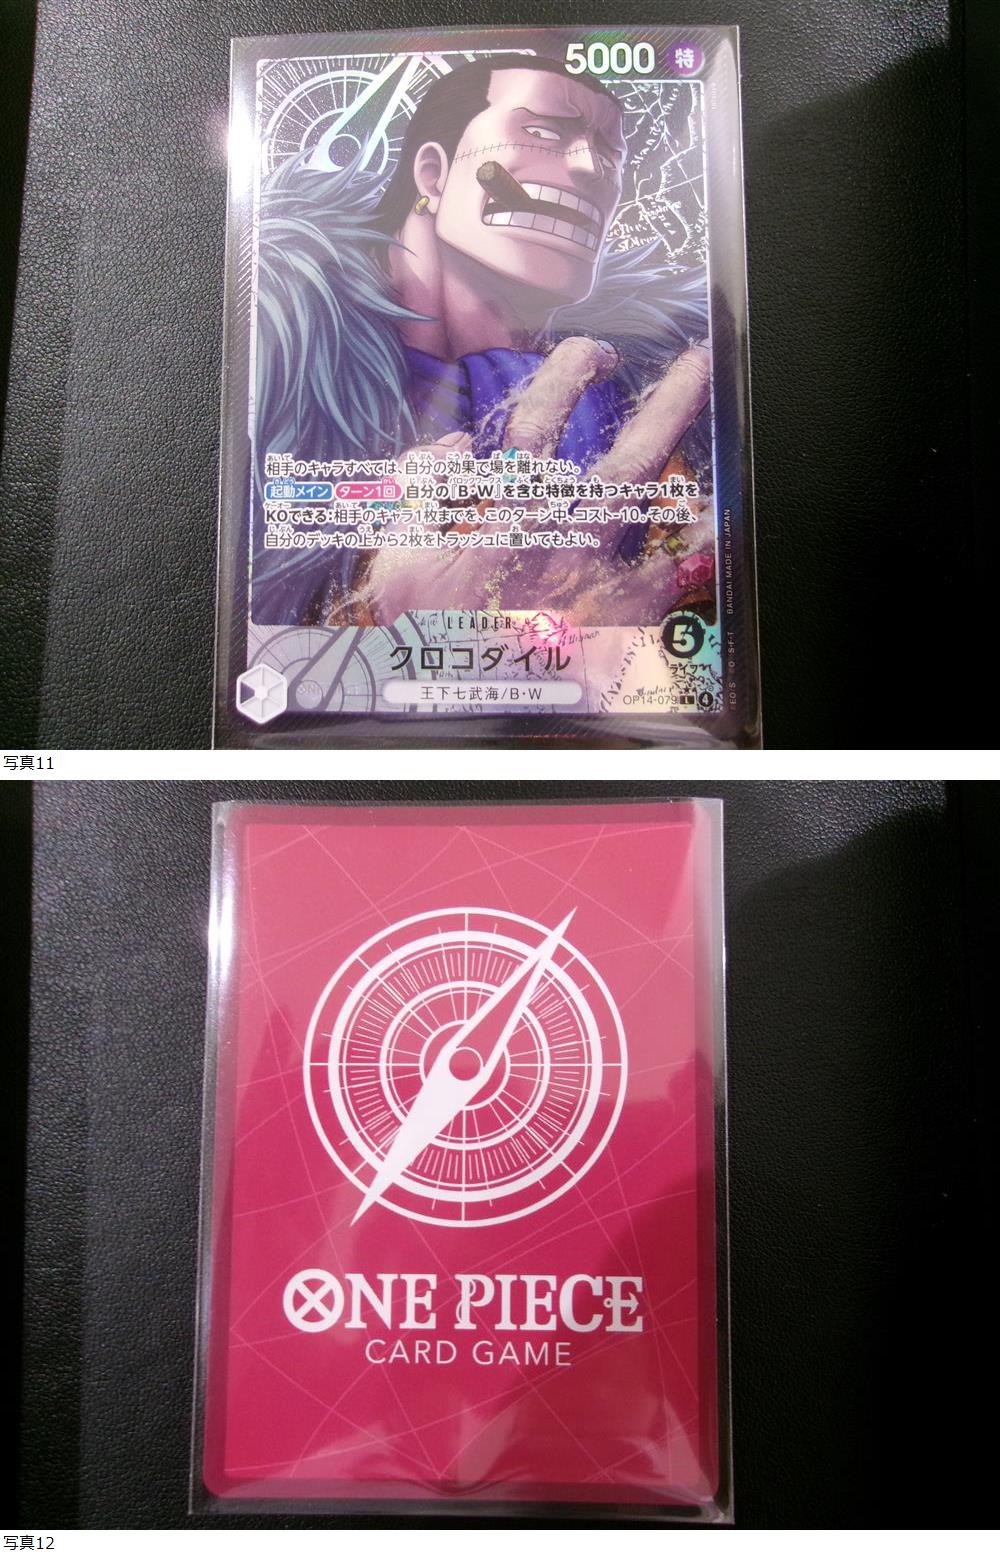 5000 特
相手のキャラすべては、自分の効果で場を離れない。
起動メイン ターン1回 自分の『B・W』を含む特徴を持つキャラ1枚を
KOできる:相手のキャラ1枚までを、このターン中、コスト-10。その後、
自分のデッキの上から2枚をトラッシュに置いてもよい。
BANDAI MADE IN JAPAN
LEADER
クロコダイル
5
ライフ
王下七武海/B・W
OP14-079 L 4
写真11
ONE PIECE
CARD GAME
写真12